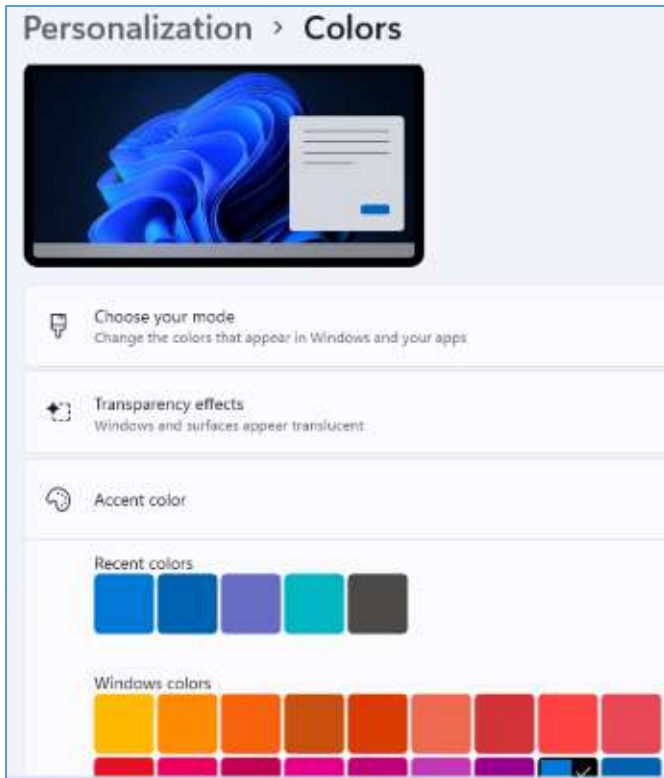 Personalization > Colors
Choose your mode
Change the colors that appear in Windows and your apps
Transparency effects
Windows and surfaces appear translucent
Accent color
Recent colors
Windows colors